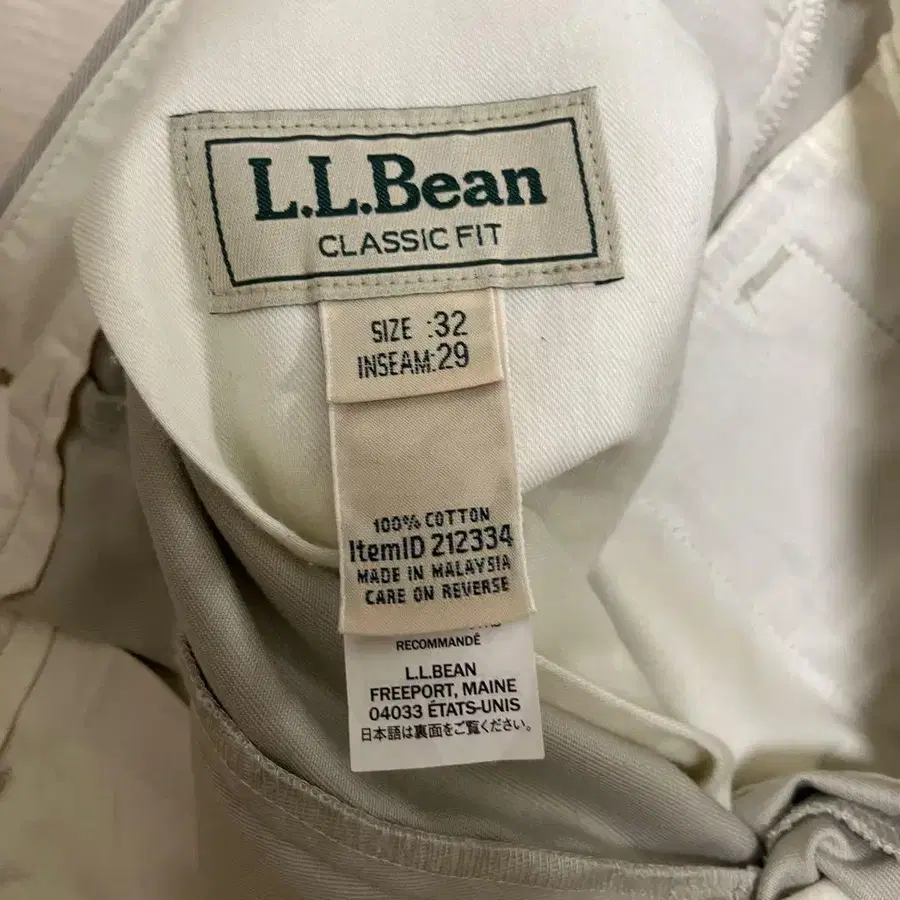 L.L.Bean
CLASSIC FIT
SIZE :32
INSEAM:29
100% COTTON
ItemID 212334
MADE IN MALAYSIA
CARE ON REVERSE
RECOMMANDÉ
L.L.BEAN
FREEPORT, MAINE
04033 ÉTATS-UNIS
日本語は裏面をご覧ください。